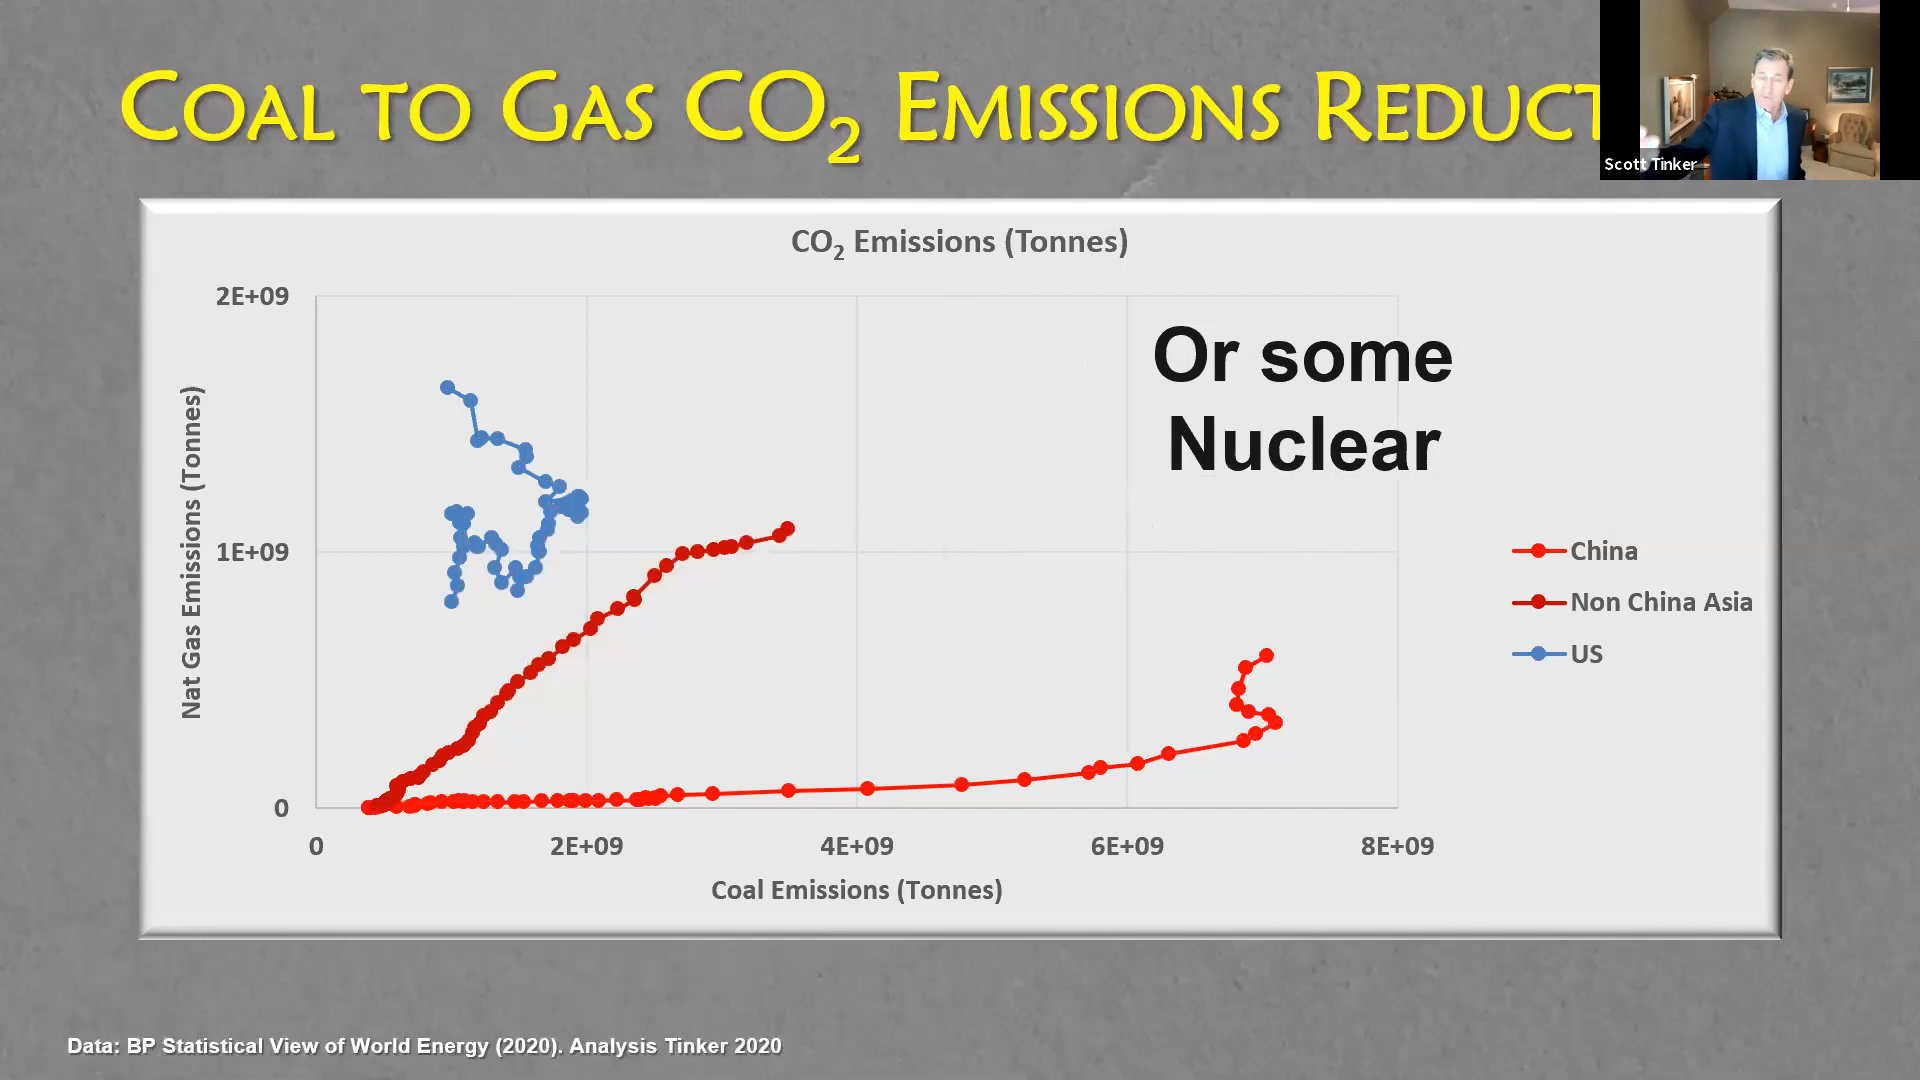 COAL TO GAS CO₂ EMISSIONS REDUCT
Scott Tinker
CO₂ Emissions (Tonnes)
Or some
Nuclear
2E+09
1E+09
0
Nat Gas Emissions (Tonnes)
0 2E+09 4E+09 6E+09 8E+09
Coal Emissions (Tonnes)
China
Non China Asia
US
Data: BP Statistical View of World Energy (2020). Analysis Tinker 2020